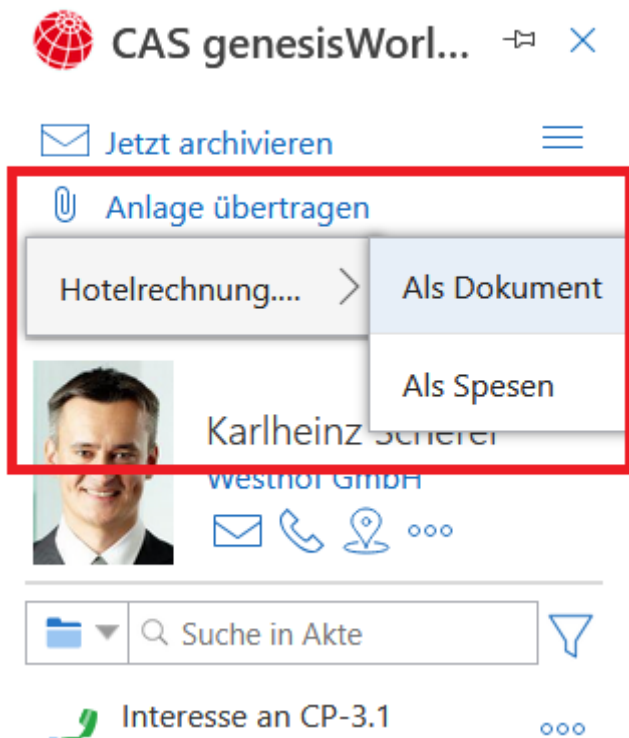 CAS genesisWorl...
Jetzt archivieren
Anlage übertragen
Hotelrechnung....
Als Dokument
Als Spesen
Karlheinz Scherer
Westhof GmbH
Suche in Akte
Interesse an CP-3.1